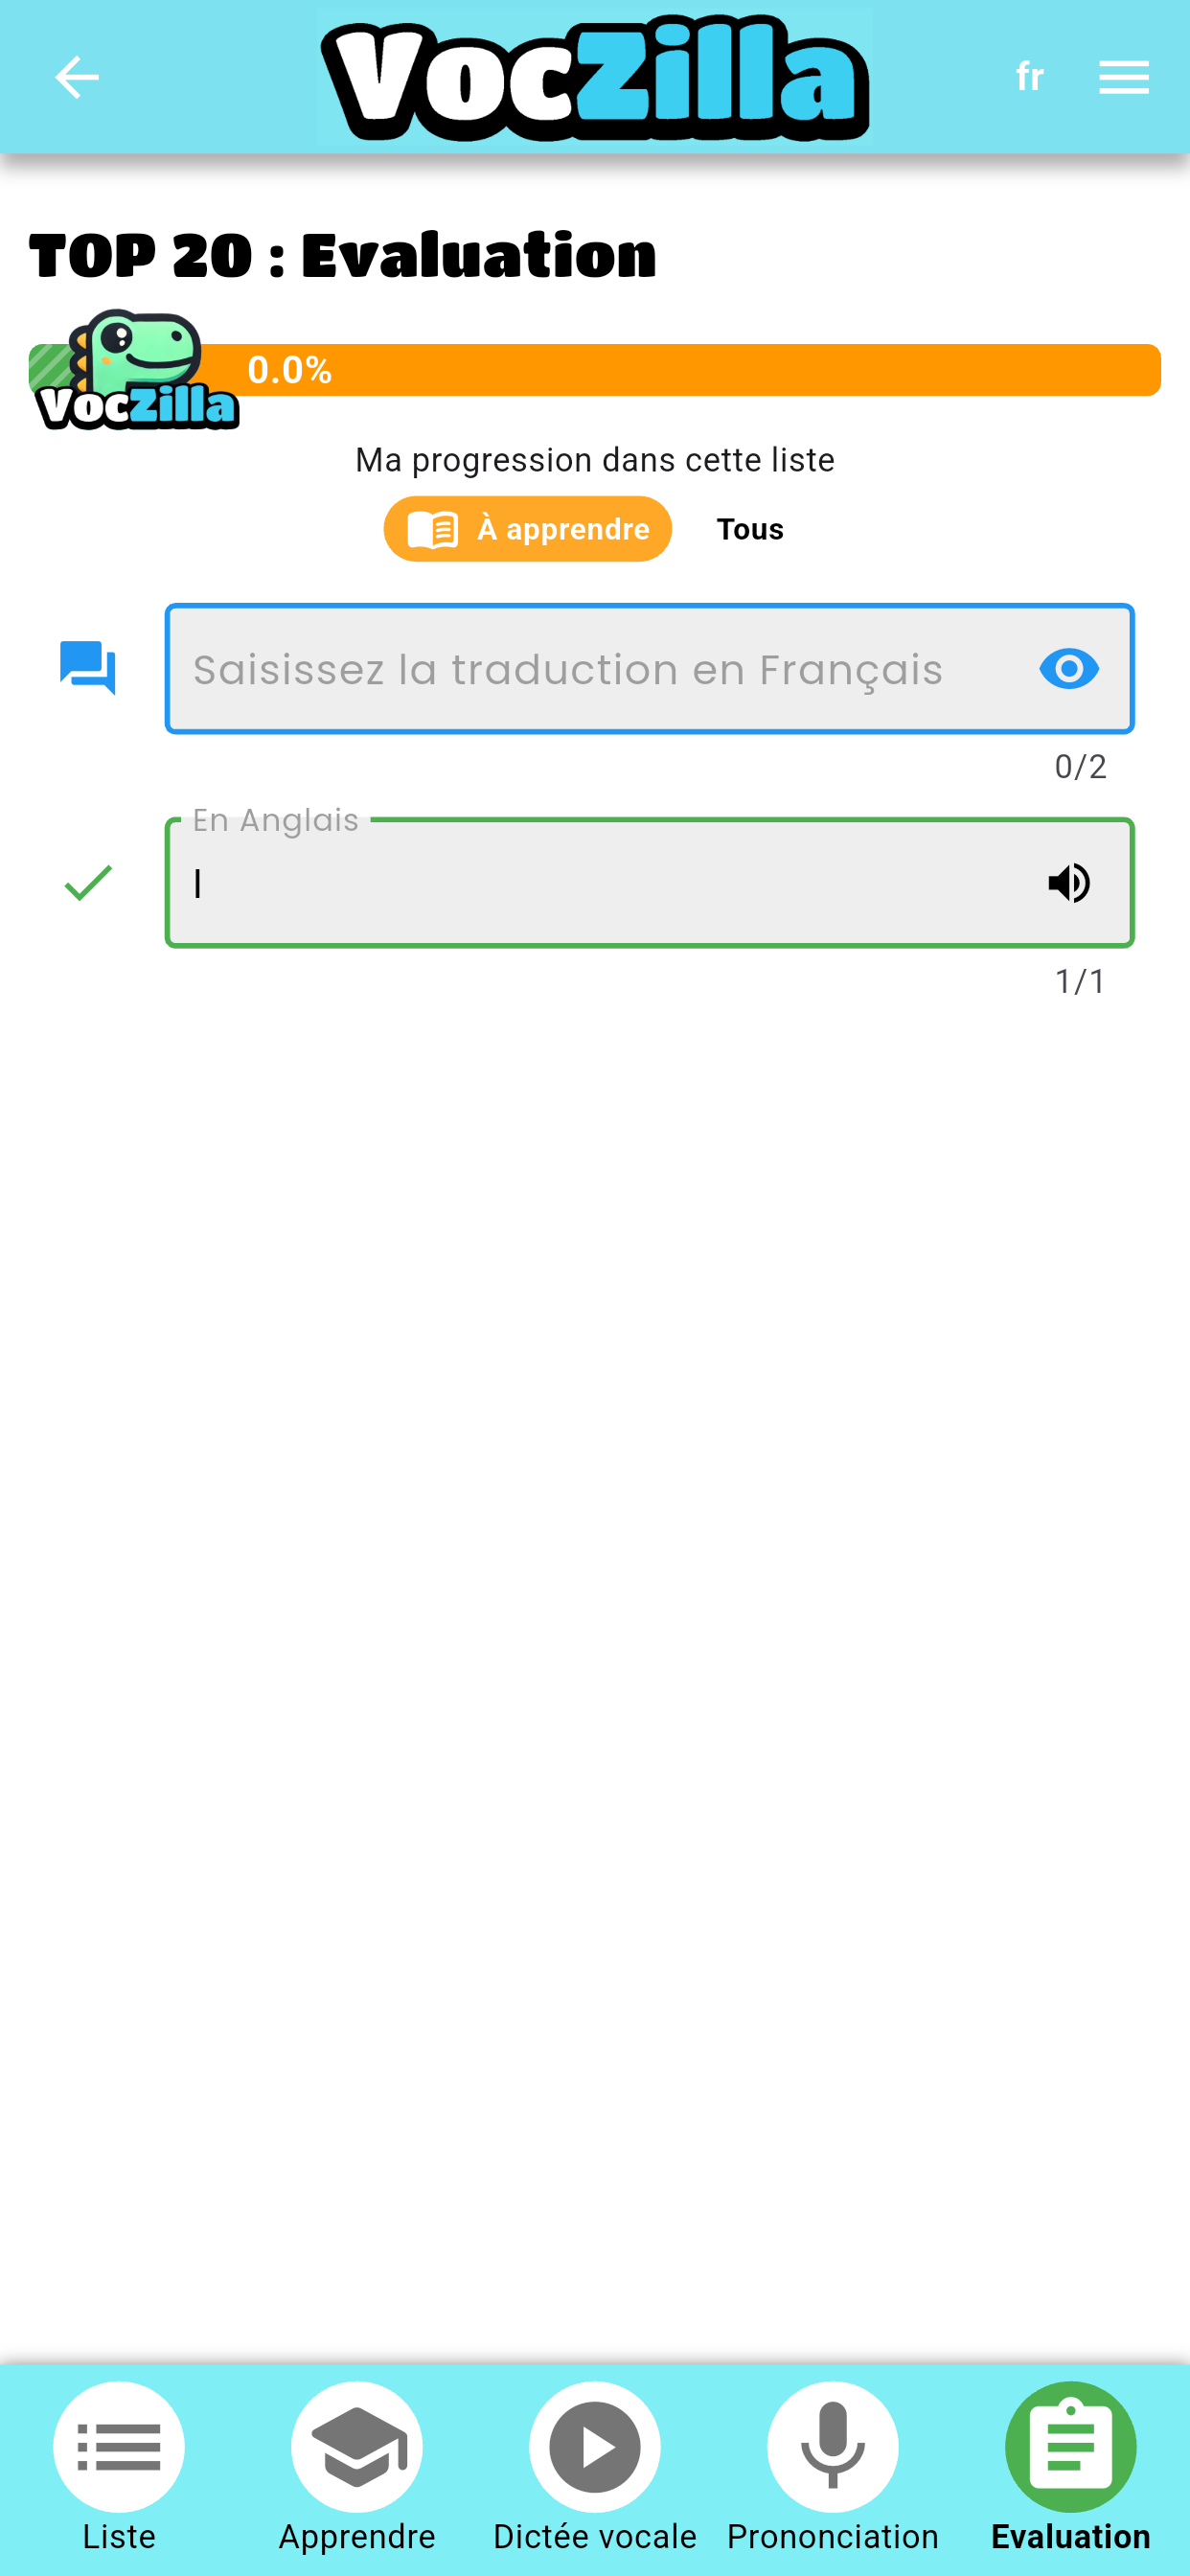 VocZilla
fr
TOP 20 : Evaluation
0.0%
VocZilla
Ma progression dans cette liste
À apprendre Tous
Saisissez la traduction en Français
0/2
En Anglais
I
1/1
Liste Apprendre Dictée vocale Prononciation Evaluation